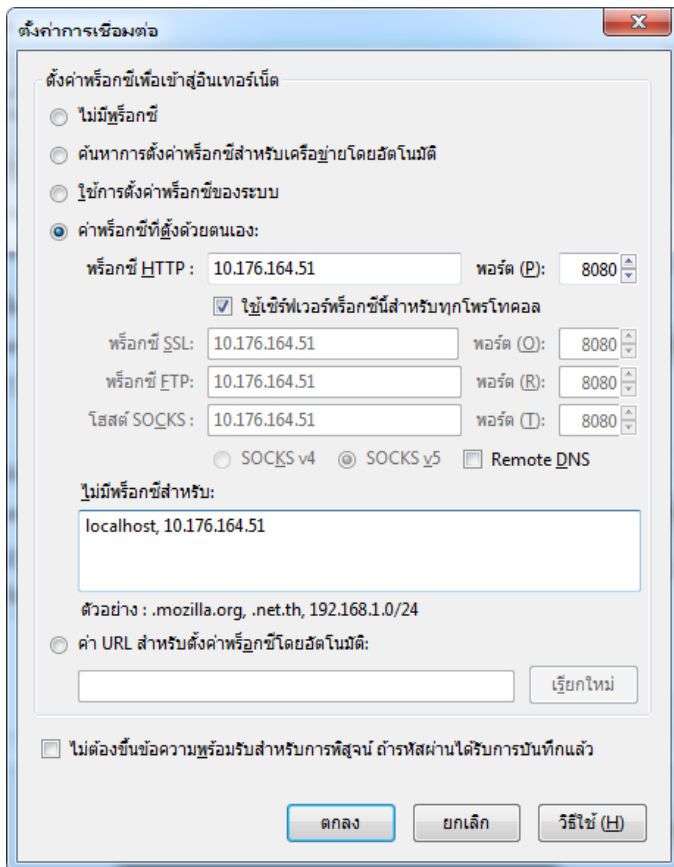 ตั้งค่าการเชื่อมต่อ
ตั้งค่าพร็อกซีเพื่อเข้าสู่อินเทอร์เน็ต
ไม่มีพร็อกซี
ค้นหาการตั้งค่าพร็อกซีสำหรับเครือข่ายโดยอัตโนมัติ
ใช้การตั้งค่าพร็อกซีของระบบ
ค่าพร็อกซีที่ตั้งด้วยตนเอง:
พร็อกซี HTTP : 10.176.164.51 พอร์ต (P): 8080
ใช้เซิร์ฟเวอร์พร็อกซีนี้สำหรับทุกโพรโทคอล
พร็อกซี SSL: 10.176.164.51 พอร์ต (O): 8080
พร็อกซี FTP: 10.176.164.51 พอร์ต (R): 8080
โฮสต์ SOCKS : 10.176.164.51 พอร์ต (T): 8080
SOCKS v4 SOCKS v5 Remote DNS
ไม่มีพร็อกซีสำหรับ:
localhost, 10.176.164.51
ตัวอย่าง : .mozilla.org, .net.th, 192.168.1.0/24
ค่า URL สำหรับตั้งค่าพร็อกซีโดยอัตโนมัติ:
เรียกใหม่
ไม่ต้องขึ้นข้อความพร้อมรับสำหรับการพิสูจน์ ถ้ารหัสผ่านได้รับการบันทึกแล้ว
ตกลง ยกเลิก วิธีใช้ (H)